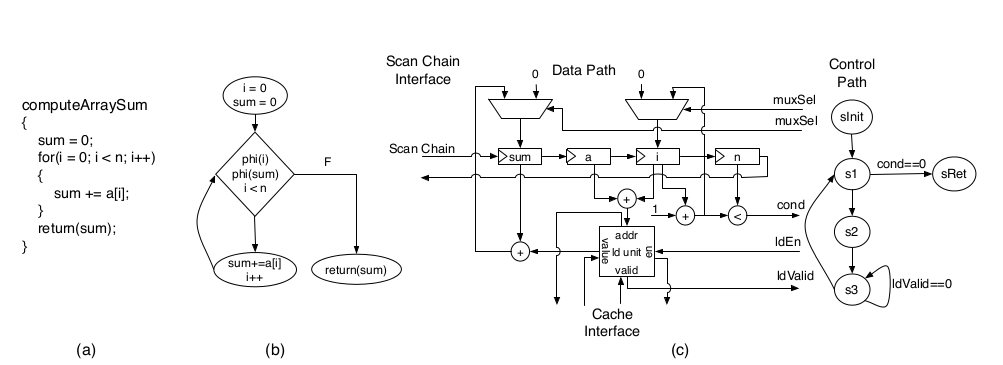 computeArraySum
{
sum = 0;
for(i = 0; i < n; i++)
{
sum += a[i];
}
return(sum);
}
(a)
i = 0
sum = 0
phi(i)
phi(sum)
i < n
F
sum+=a[i]
i++
return(sum)
(b)
Scan Chain
Interface
0
Data Path
0
muxSel
muxSel
Scan Chain
sum
a
i
n
+
1
+
<
cond
+
addr
value
ld unit
en
valid
ldEn
ldValid
Cache
Interface
(c)
Control
Path
sInit
s1
cond==0
sRet
s2
s3
ldValid==0